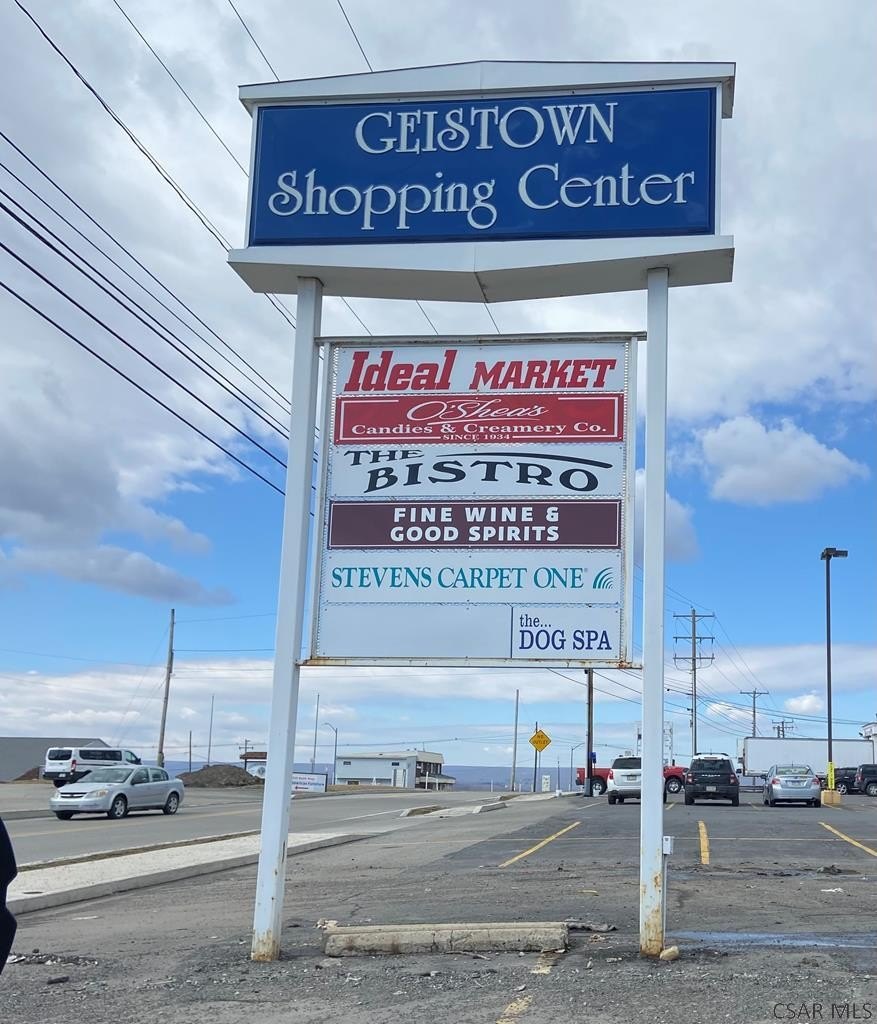 GEISTOWN
Shopping Center
Ideal MARKET
O'Shea's
Candies & Creamery Co.
SINCE 1934
THE
BISTRO
FINE WINE &
GOOD SPIRITS
STEVENS CARPET ONE
the...
DOG SPA
CSAR MLS